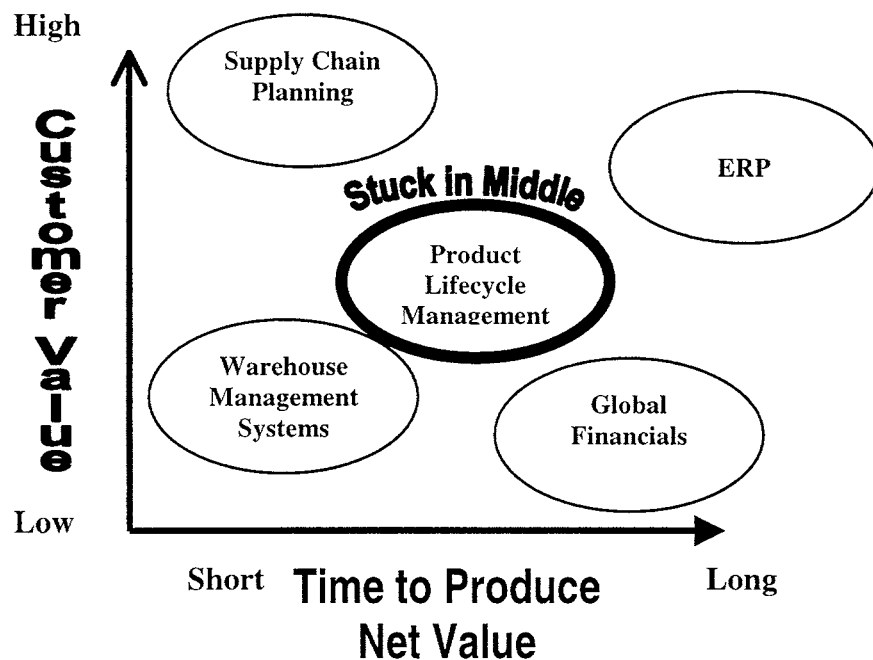 High
Supply Chain
Planning
ERP
Customer Value
Stuck in Middle
Product
Lifecycle
Management
Warehouse
Management
Systems
Global
Financials
Low
Short
Time to Produce
Long
Net Value